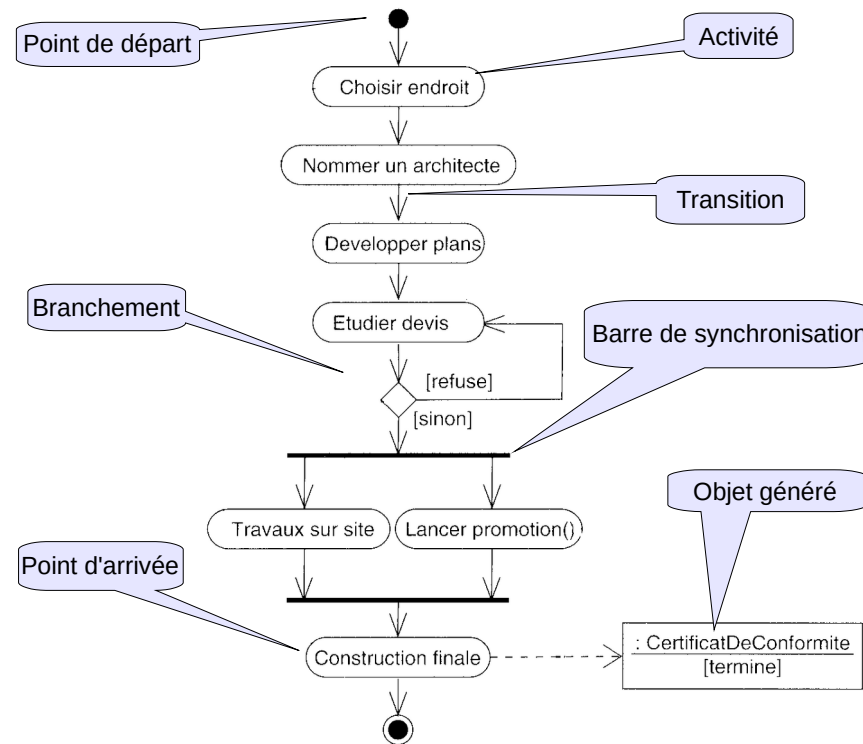 Point de départ
Activité
Choisir endroit
Nommer un architecte
Transition
Developper plans
Branchement
Etudier devis
Barre de synchronisation
[refuse]
[sinon]
Objet généré
Travaux sur site
Lancer promotion()
Point d'arrivée
: CertificatDeConformite
[termine]
Construction finale